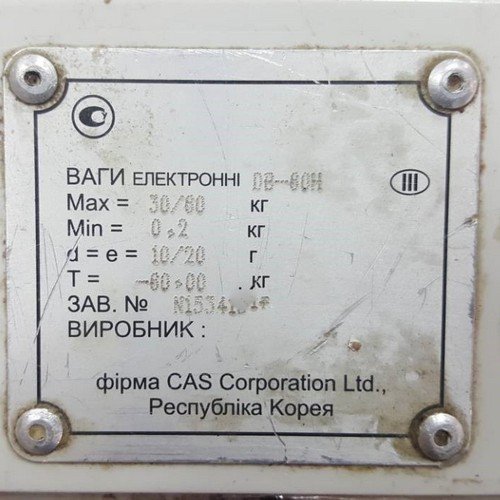 ВАГИ ЕЛЕКТРОННІ DB-60H
III
Max = 30/60 кг
Min = 0,2 кг
d = e = 10/20 г
T = -60,00 кг
ЗАВ. №
ВИРОБНИК :
фірма CAS Corporation Ltd.,
Республіка Корея